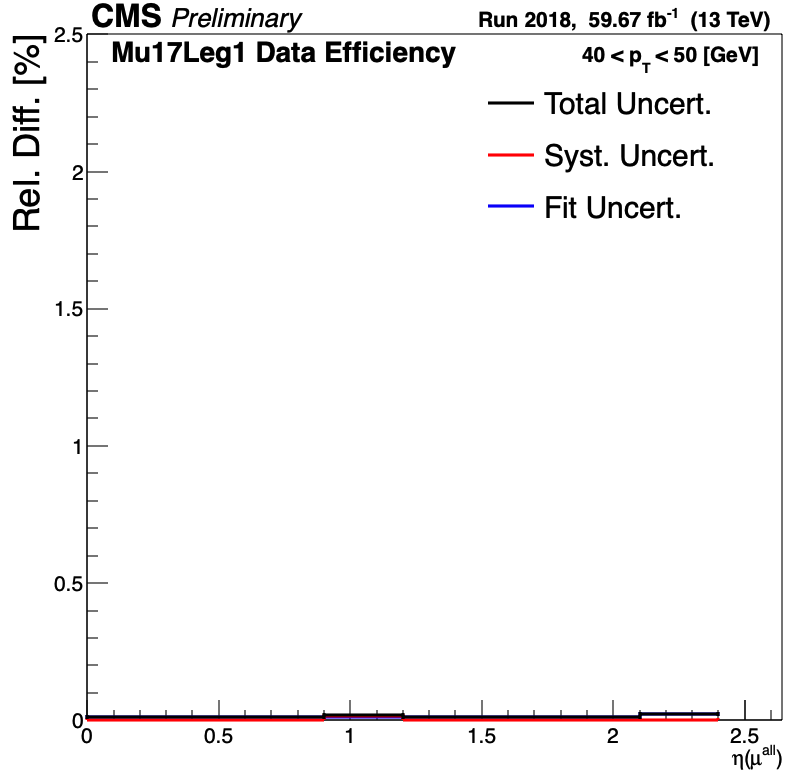 CMS Preliminary
Run 2018, 59.67 fb⁻¹ (13 TeV)
Mu17Leg1 Data Efficiency
40 < p_T < 50 [GeV]
Total Uncert.
Syst. Uncert.
Fit Uncert.
Rel. Diff. [%]
2.5
2
1.5
1
0.5
0
0 0.5 1 1.5 2 2.5
η(μ^all)